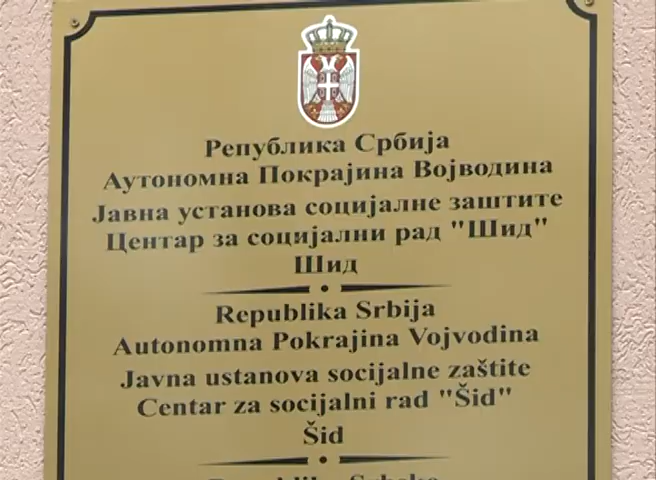 Република Србија
Аутономна Покрајина Војводина
Јавна установа социјалне заштите
Центар за социјални рад "Шид"
Шид
Republika Srbija
Autonomna Pokrajina Vojvodina
Javna ustanova socijalne zaštite
Centar za socijalni rad "Šid"
Šid